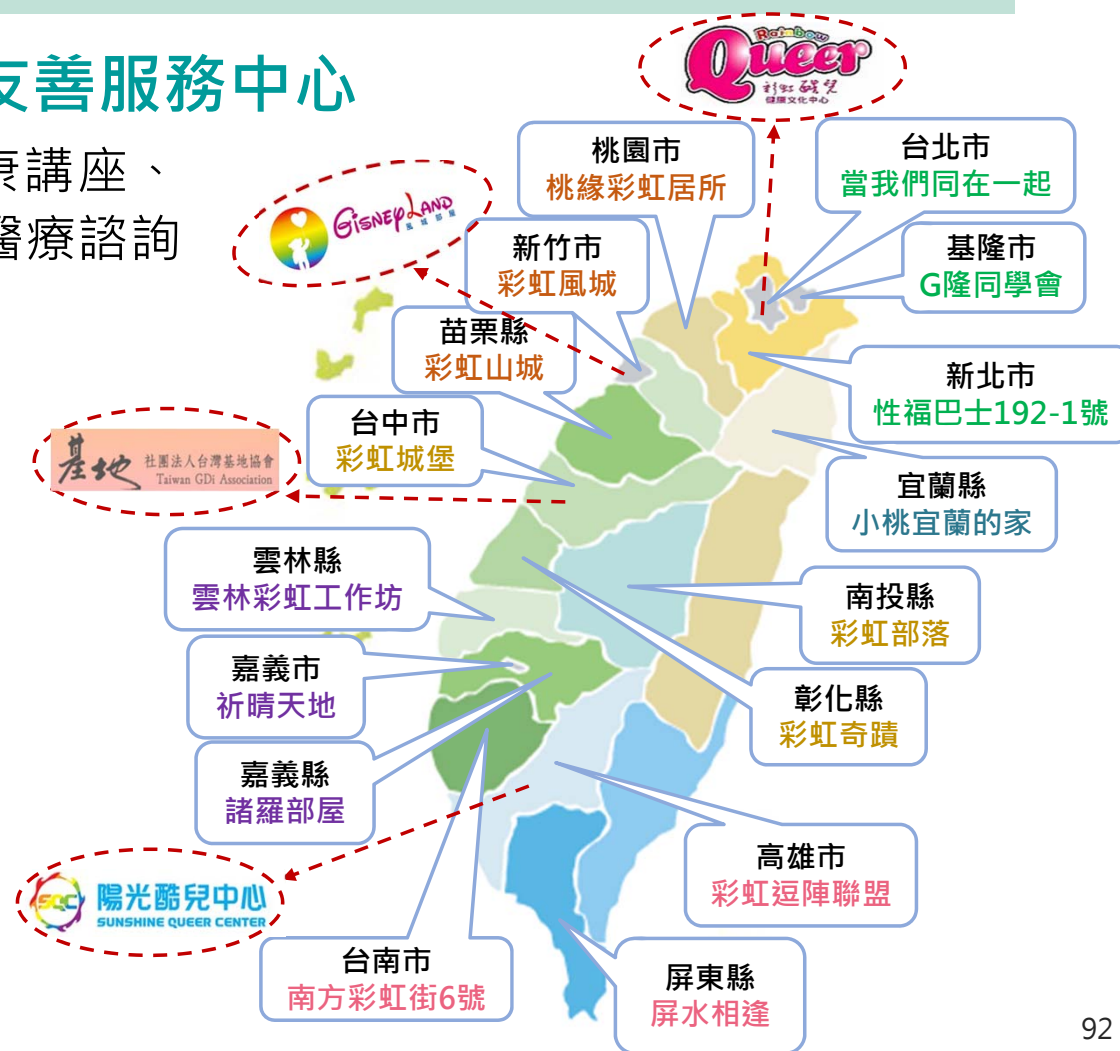 友善服務中心
康講座、
醫療諮詢
Rainbow
Queer
彩虹酷兒
健康文化中心
GISNEYLAND
風城部屋
桃園市
桃緣彩虹居所
台北市
當我們同在一起
新竹市
彩虹風城
基隆市
G隆同學會
苗栗縣
彩虹山城
新北市
性福巴士192-1號
台中市
彩虹城堡
基地
社團法人台灣基地協會
Taiwan GDi Association
宜蘭縣
小桃宜蘭的家
雲林縣
雲林彩虹工作坊
南投縣
彩虹部落
嘉義市
祈晴天地
彰化縣
彩虹奇蹟
嘉義縣
諸羅部屋
高雄市
彩虹逗陣聯盟
SQC
陽光酷兒中心
SUNSHINE QUEER CENTER
台南市
南方彩虹街6號
屏東縣
屏水相逢
92